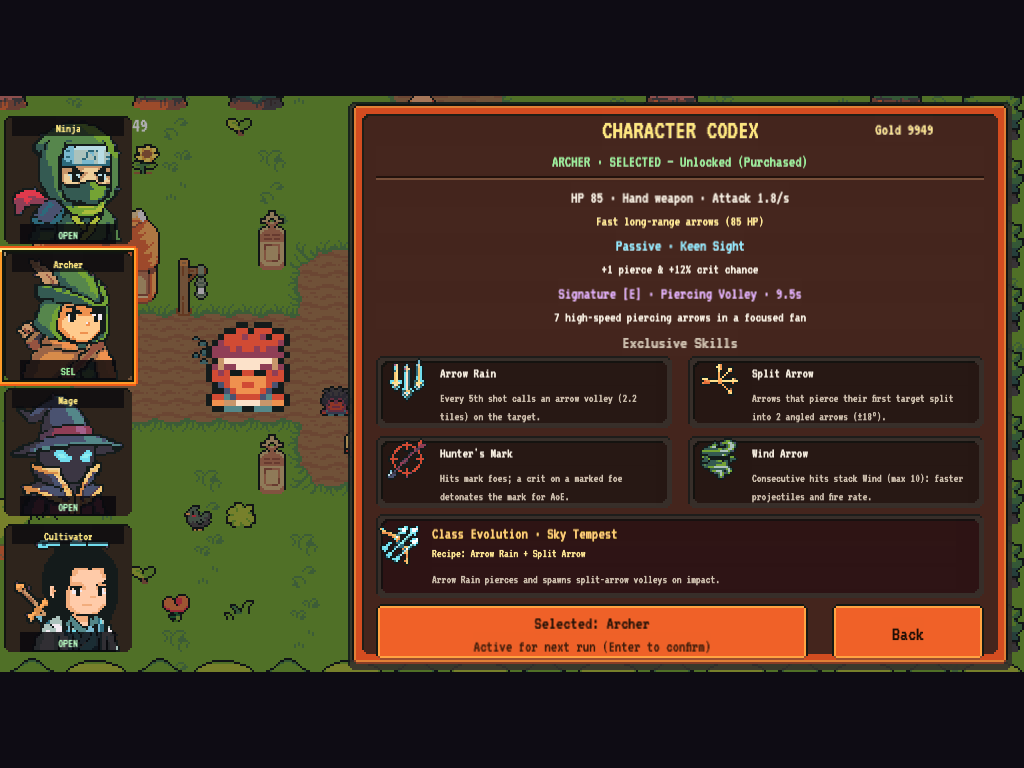 Ninja
OPEN
49
Archer
SEL
Mage
OPEN
Cultivator
OPEN
CHARACTER CODEX
Gold 9949
ARCHER · SELECTED — Unlocked (Purchased)
HP 85 · Hand weapon · Attack 1.8/s
Fast long-range arrows (85 HP)
Passive · Keen Sight
+1 pierce & +12% crit chance
Signature [E] · Piercing Volley · 9.5s
7 high-speed piercing arrows in a focused fan
Exclusive Skills
Arrow Rain
Every 5th shot calls an arrow volley (2.2
tiles) on the target.
Split Arrow
Arrows that pierce their first target split
into 2 angled arrows (±18°).
Hunter's Mark
Hits mark foes; a crit on a marked foe
detonates the mark for AoE.
Wind Arrow
Consecutive hits stack Wind (max 10): faster
projectiles and fire rate.
Class Evolution · Sky Tempest
Recipe: Arrow Rain + Split Arrow
Arrow Rain pierces and spawns split-arrow volleys on impact.
Selected: Archer
Active for next run (Enter to confirm)
Back